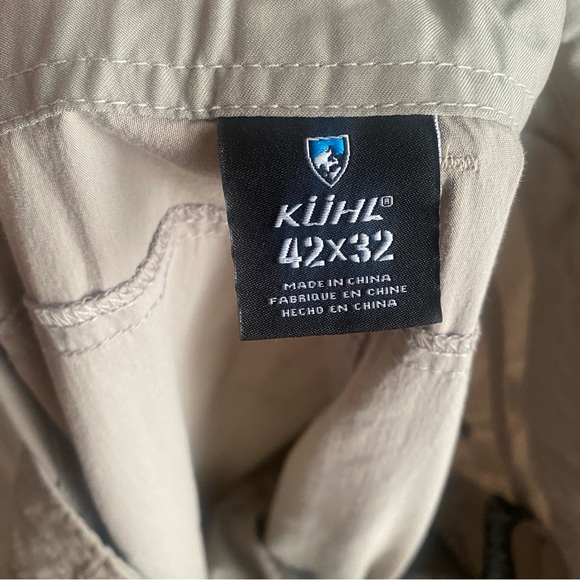 KÜHL®
42X32
MADE IN CHINA
FABRIQUE EN CHINE
HECHO EN CHINA